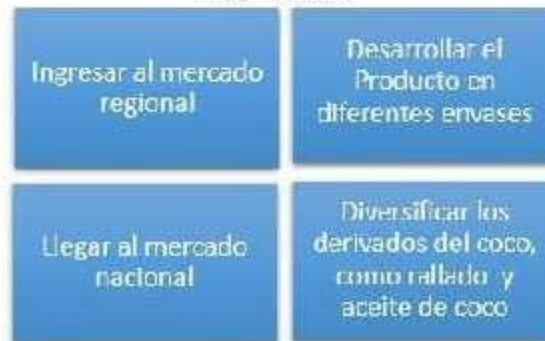 Ingresar al mercado
regional
Desarrollar el
Producto en
diferentes envases
Llegar al mercado
nacional
Diversificar los
derivados del coco,
como rallado y
aceite de coco